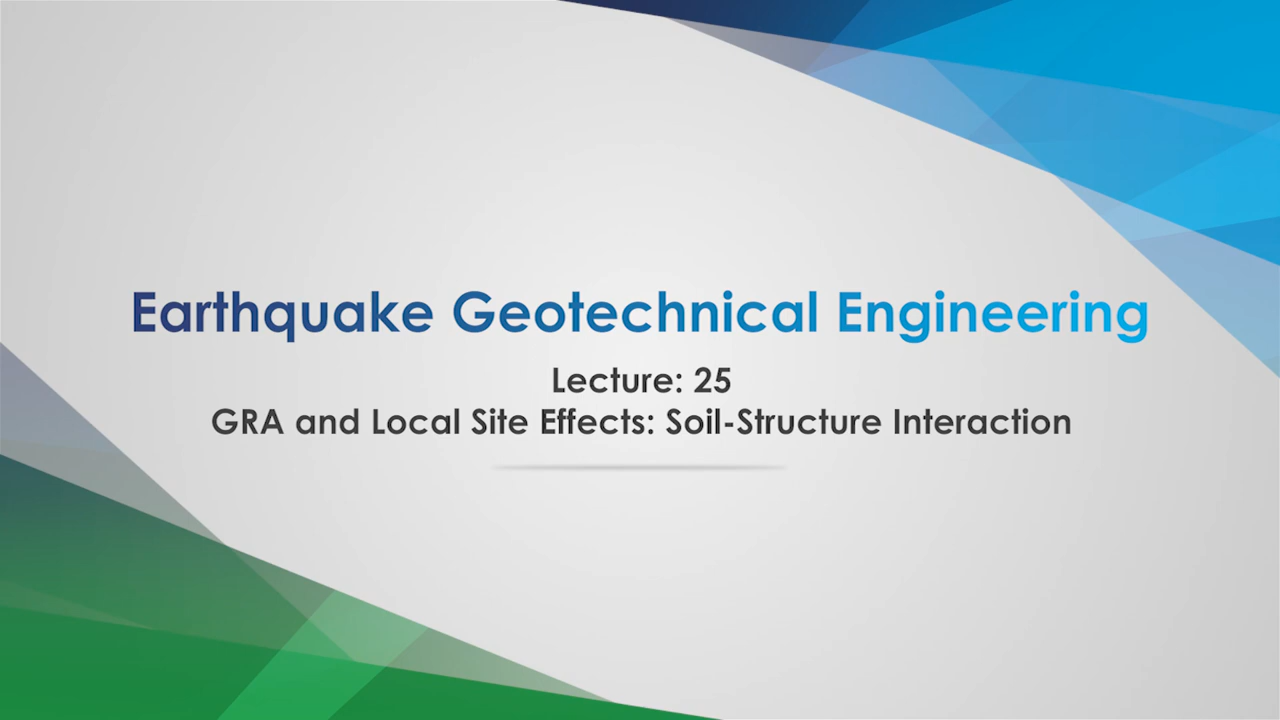 Earthquake Geotechnical Engineering
Lecture: 25
GRA and Local Site Effects: Soil-Structure Interaction